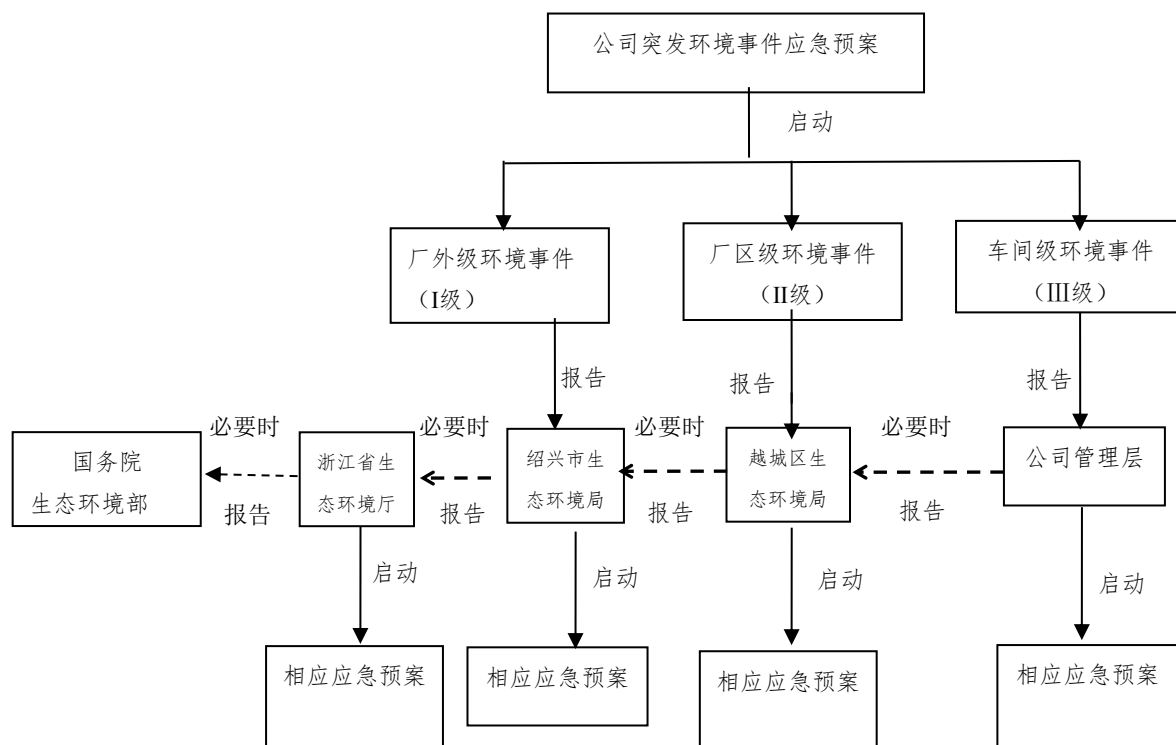 公司突发环境事件应急预案
启动
厂外级环境事件
（I级）
厂区级环境事件
（II级）
车间级环境事件
（III级）
报告
报告
报告
必要时
必要时
必要时
必要时
国务院
生态环境部
浙江省生
态环境厅
绍兴市生
态环境局
越城区生
态环境局
公司管理层
报告
报告
报告
报告
启动
启动
启动
启动
相应应急预案
相应应急预案
相应应急预案
相应应急预案